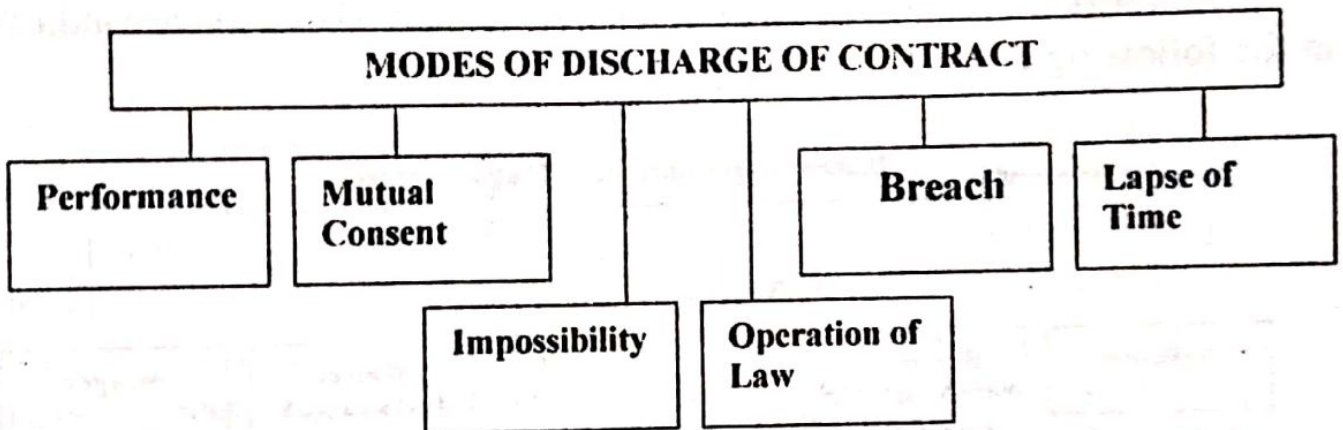 MODES OF DISCHARGE OF CONTRACT
Performance
Mutual
Consent
Breach
Lapse of
Time
Impossibility
Operation of
Law